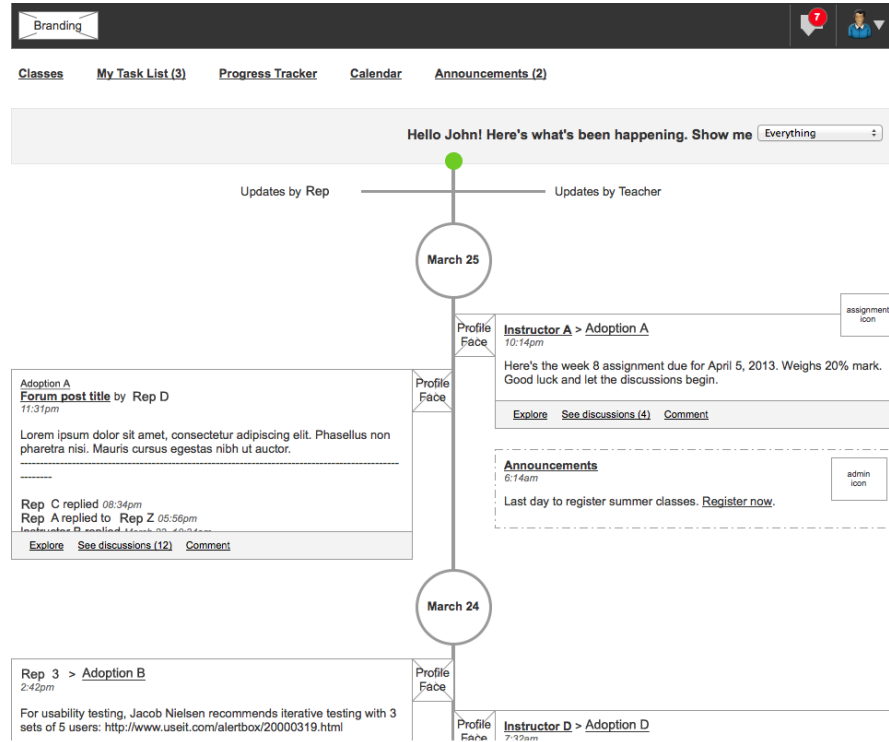 Branding
7
Classes My Task List (3) Progress Tracker Calendar Announcements (2)
Hello John! Here's what's been happening. Show me Everything
Updates by Rep Updates by Teacher
March 25
assignment
icon
Profile
Face
Instructor A > Adoption A
10:14pm
Here's the week 8 assignment due for April 5, 2013. Weighs 20% mark.
Good luck and let the discussions begin.
Explore See discussions (4) Comment
Profile
Face
Adoption A
Forum post title by Rep D
11:31pm
Lorem ipsum dolor sit amet, consectetur adipiscing elit. Phasellus non
pharetra nisi. Mauris cursus egestas nibh ut auctor.
Rep C replied 08:34pm
Rep A replied to Rep Z 05:56pm
Explore See discussions (12) Comment
Announcements
6:14am
admin
icon
Last day to register summer classes. Register now.
March 24
Profile
Face
Rep 3 > Adoption B
2:42pm
For usability testing, Jacob Nielsen recommends iterative testing with 3
sets of 5 users: http://www.useit.com/alertbox/20000319.html
Profile
Face
Instructor D > Adoption D
7:32am